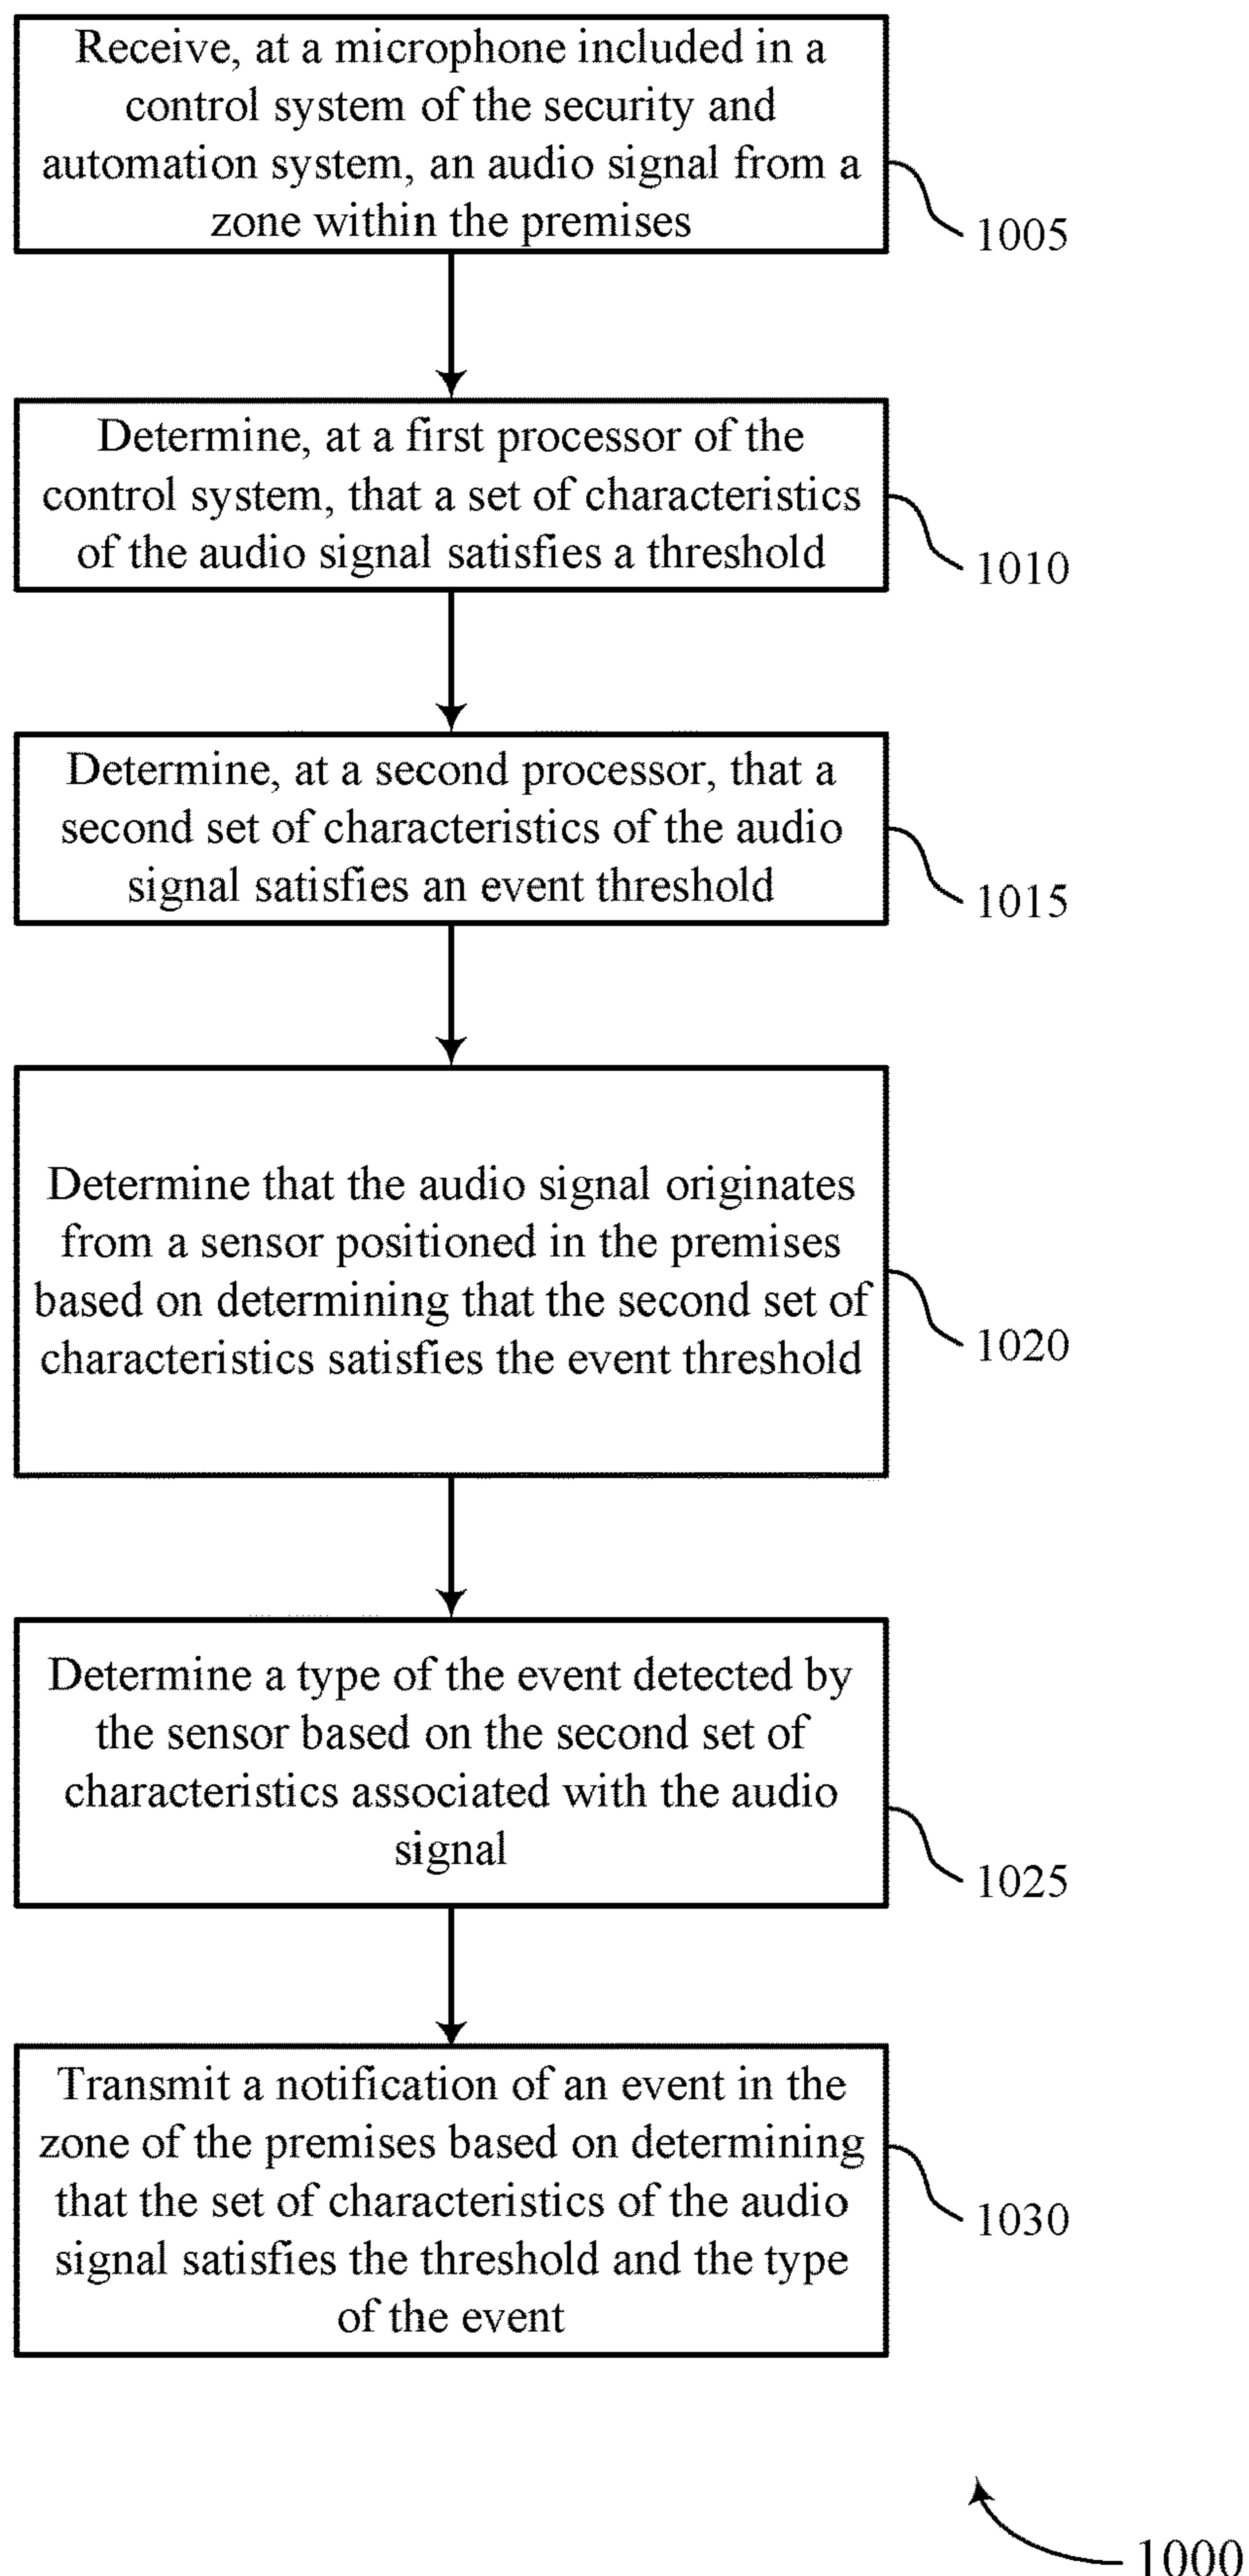 Receive, at a microphone included in a
control system of the security and
automation system, an audio signal from a
zone within the premises
1005
Determine, at a first processor of the
control system, that a set of characteristics
of the audio signal satisfies a threshold
1010
Determine, at a second processor, that a
second set of characteristics of the audio
signal satisfies an event threshold
1015
Determine that the audio signal originates
from a sensor positioned in the premises
based on determining that the second set of
characteristics satisfies the event threshold
1020
Determine a type of the event detected by
the sensor based on the second set of
characteristics associated with the audio
signal
1025
Transmit a notification of an event in the
zone of the premises based on determining
that the set of characteristics of the audio
signal satisfies the threshold and the type
of the event
1030
1000